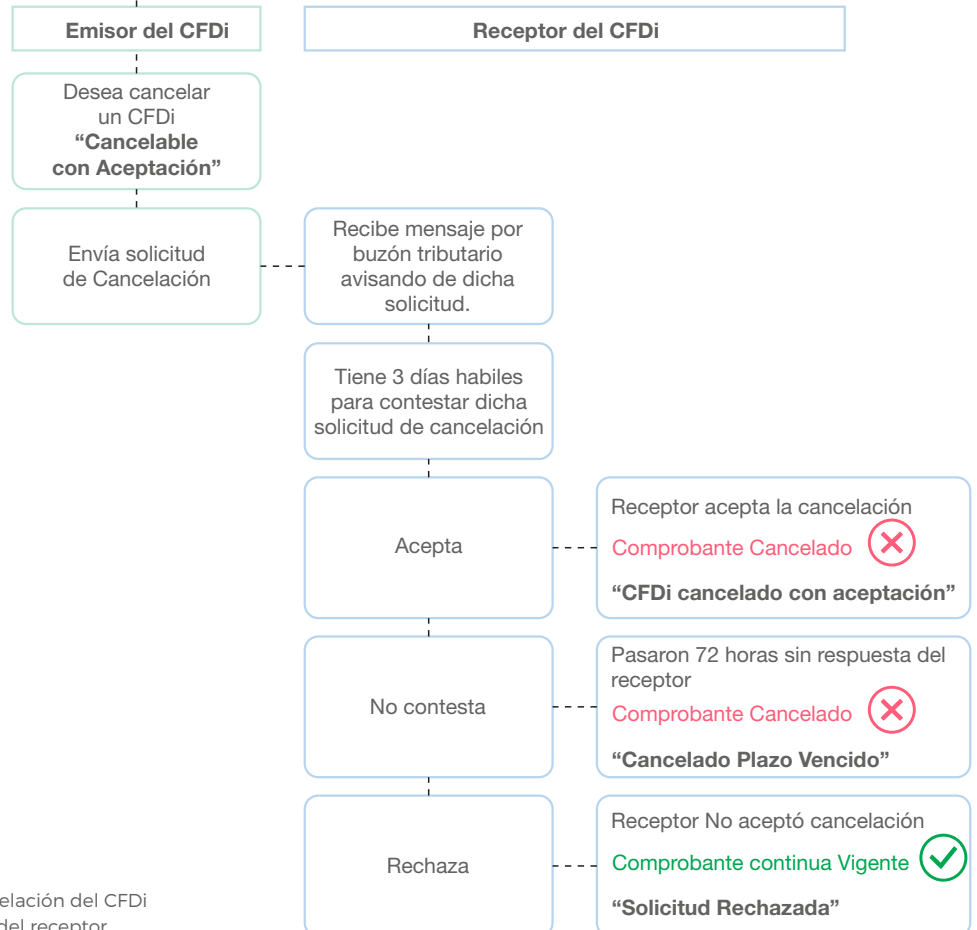 Emisor del CFDi
Receptor del CFDi
Desea cancelar
un CFDi
“Cancelable
con Aceptación”
Envía solicitud
de Cancelación
Recibe mensaje por
buzón tributario
avisando de dicha
solicitud.
Tiene 3 días habiles
para contestar dicha
solicitud de cancelación
Acepta
Receptor acepta la cancelación
Comprobante Cancelado
“CFDi cancelado con aceptación”
No contesta
Pasaron 72 horas sin respuesta del
receptor
Comprobante Cancelado
“Cancelado Plazo Vencido”
Rechaza
Receptor No aceptó cancelación
Comprobante continua Vigente
“Solicitud Rechazada”
elación del CFDi
del receptor